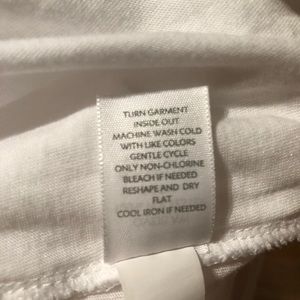 TURN GARMENT
INSIDE OUT
MACHINE WASH COLD
WITH LIKE COLORS
GENTLE CYCLE
ONLY NON-CHLORINE
BLEACH IF NEEDED
RESHAPE AND DRY
FLAT
COOL IRON IF NEEDED